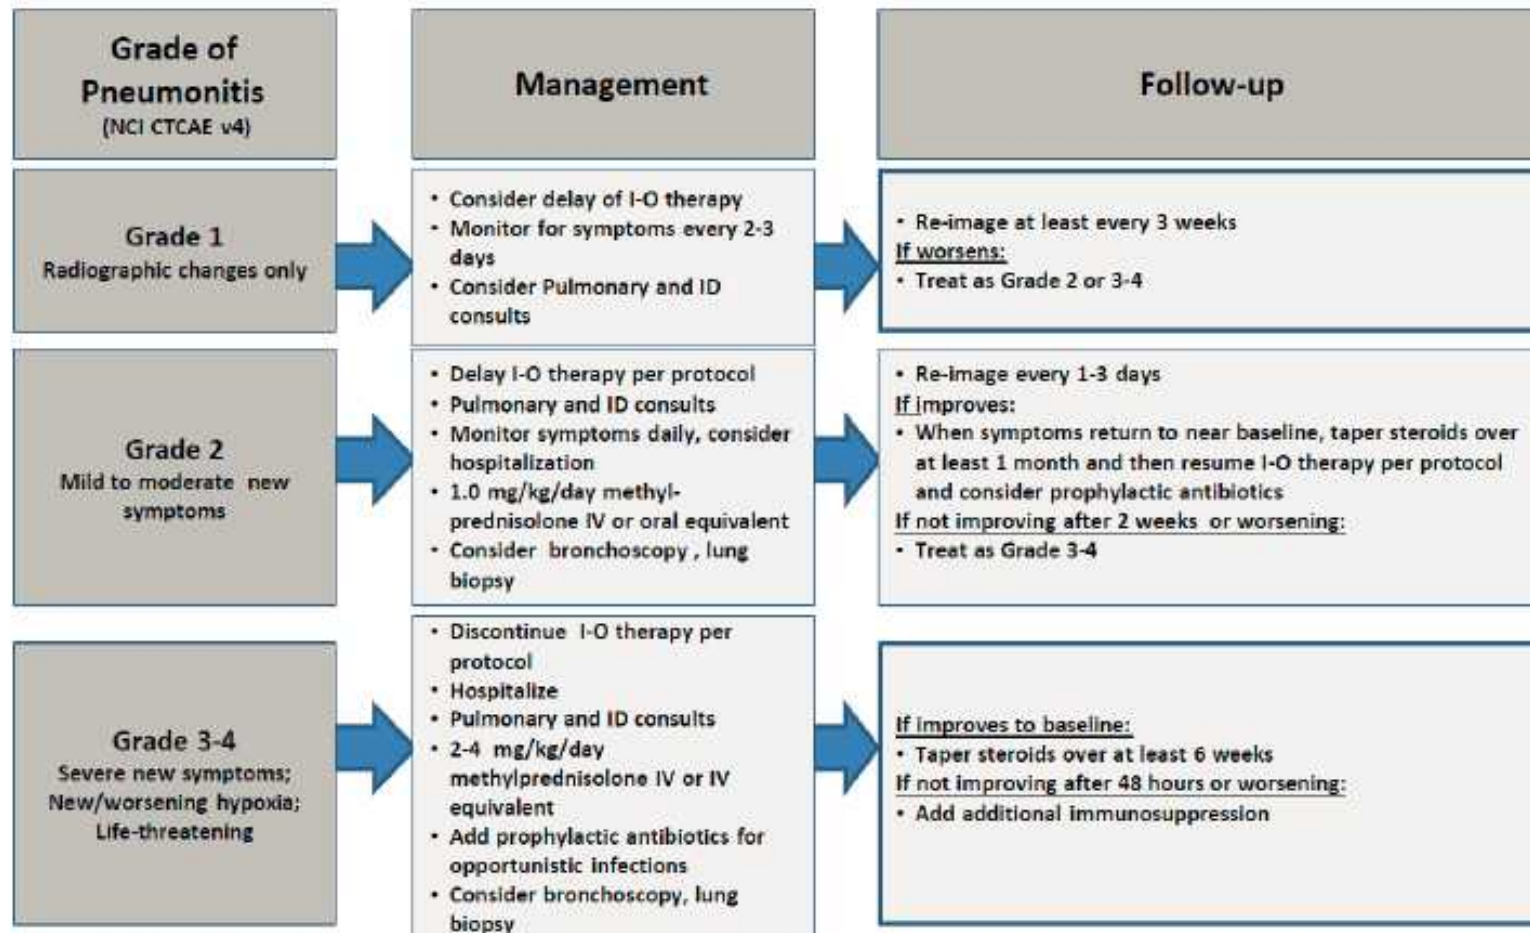 Grade of
Pneumonitis
(NCI CTCAE v4)
Management
Follow-up
Grade 1
Radiographic changes only
• Consider delay of I-O therapy
• Monitor for symptoms every 2-3
days
• Consider Pulmonary and ID
consults
• Re-image at least every 3 weeks
If worsens:
• Treat as Grade 2 or 3-4
Grade 2
Mild to moderate new
symptoms
• Delay I-O therapy per protocol
• Pulmonary and ID consults
• Monitor symptoms daily, consider
hospitalization
• 1.0 mg/kg/day methyl-
prednisolone IV or oral equivalent
• Consider bronchoscopy , lung
biopsy
• Re-image every 1-3 days
If improves:
• When symptoms return to near baseline, taper steroids over
at least 1 month and then resume I-O therapy per protocol
and consider prophylactic antibiotics
If not improving after 2 weeks or worsening:
• Treat as Grade 3-4
Grade 3-4
Severe new symptoms;
New/worsening hypoxia;
Life-threatening
• Discontinue I-O therapy per
protocol
• Hospitalize
• Pulmonary and ID consults
• 2-4 mg/kg/day
methylprednisolone IV or IV
equivalent
• Add prophylactic antibiotics for
opportunistic infections
• Consider bronchoscopy, lung
biopsy
If improves to baseline:
• Taper steroids over at least 6 weeks
If not improving after 48 hours or worsening:
• Add additional immunosuppression